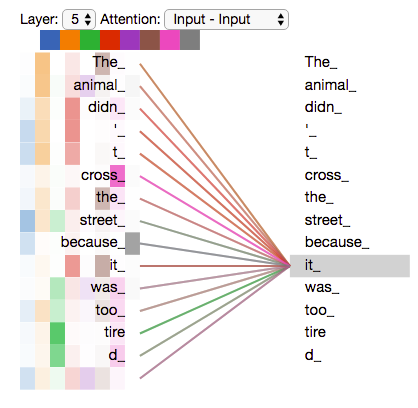 Layer: 5 Attention: Input - Input
The_ The_
animal_ animal_
didn_ didn_
'_ '_
t_ t_
cross_ cross_
the_ the_
street_ street_
because_ because_
it_ it_
was_ was_
too_ too_
tire tire
d_ d_
_ _